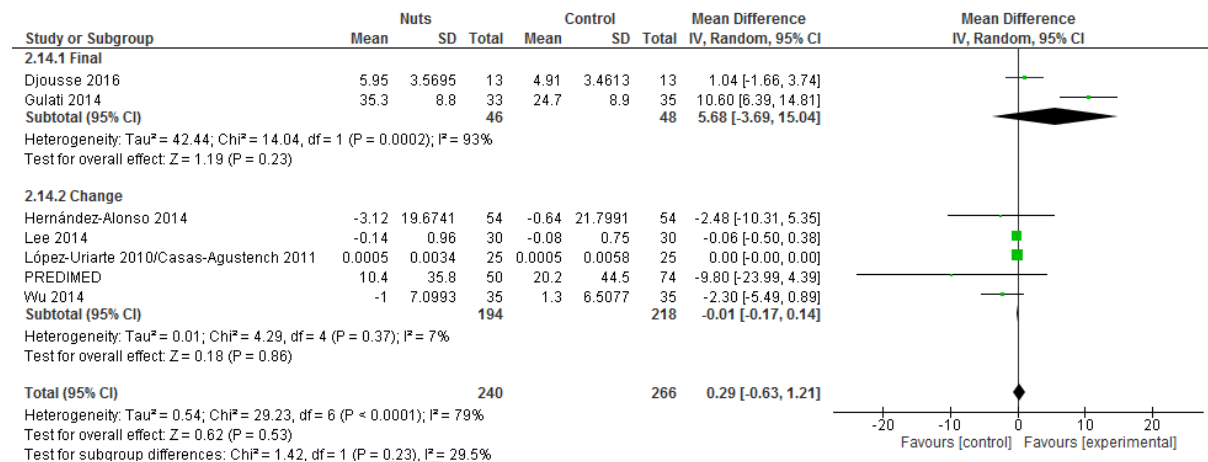 Nuts Control Mean Difference Mean Difference
Study or Subgroup Mean SD Total Mean SD Total IV, Random, 95% CI IV, Random, 95% CI
2.14.1 Final
Djousse 2016 5.95 3.5695 13 4.91 3.4613 13 1.04 [-1.66, 3.74]
Gulati 2014 35.3 8.8 33 24.7 8.9 35 10.60 [6.39, 14.81]
Subtotal (95% CI) 46 48 5.68 [-3.69, 15.04]
Heterogeneity: Tau² = 42.44; Chi² = 14.04, df = 1 (P = 0.0002); I² = 93%
Test for overall effect: Z = 1.19 (P = 0.23)
2.14.2 Change
Hernández-Alonso 2014 -3.12 19.6741 54 -0.64 21.7991 54 -2.48 [-10.31, 5.35]
Lee 2014 -0.14 0.96 30 -0.08 0.75 30 -0.06 [-0.50, 0.38]
López-Uriarte 2010/Casas-Agustench 2011 0.0005 0.0034 25 0.0005 0.0058 25 0.00 [-0.00, 0.00]
PREDIMED 10.4 35.8 50 20.2 44.5 74 -9.80 [-23.99, 4.39]
Wu 2014 -1 7.0993 35 1.3 6.5077 35 -2.30 [-5.49, 0.89]
Subtotal (95% CI) 194 218 -0.01 [-0.17, 0.14]
Heterogeneity: Tau² = 0.01; Chi² = 4.29, df = 4 (P = 0.37); I² = 7%
Test for overall effect: Z = 0.18 (P = 0.86)
Total (95% CI) 240 266 0.29 [-0.63, 1.21]
Heterogeneity: Tau² = 0.54; Chi² = 29.23, df = 6 (P < 0.0001); I² = 79%
Test for overall effect: Z = 0.62 (P = 0.53)
Test for subgroup differences: Chi² = 1.42, df = 1 (P = 0.23), I² = 29.5%
-20 -10 0 10 20
Favours [control] Favours [experimental]